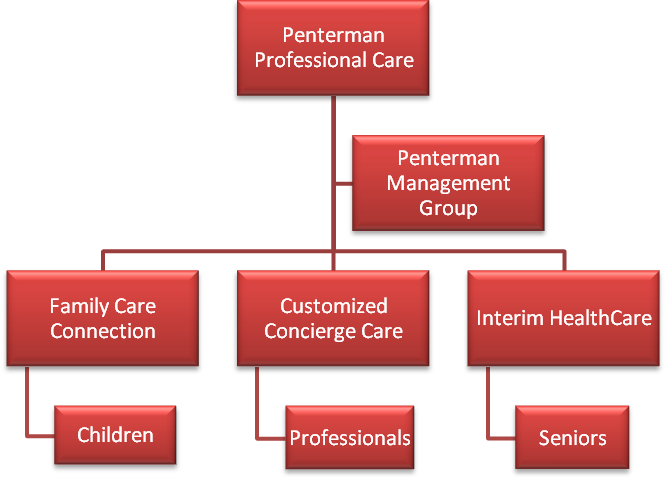 Penterman
Professional Care
Penterman
Management
Group
Family Care
Connection
Customized
Concierge Care
Interim HealthCare
Children
Professionals
Seniors